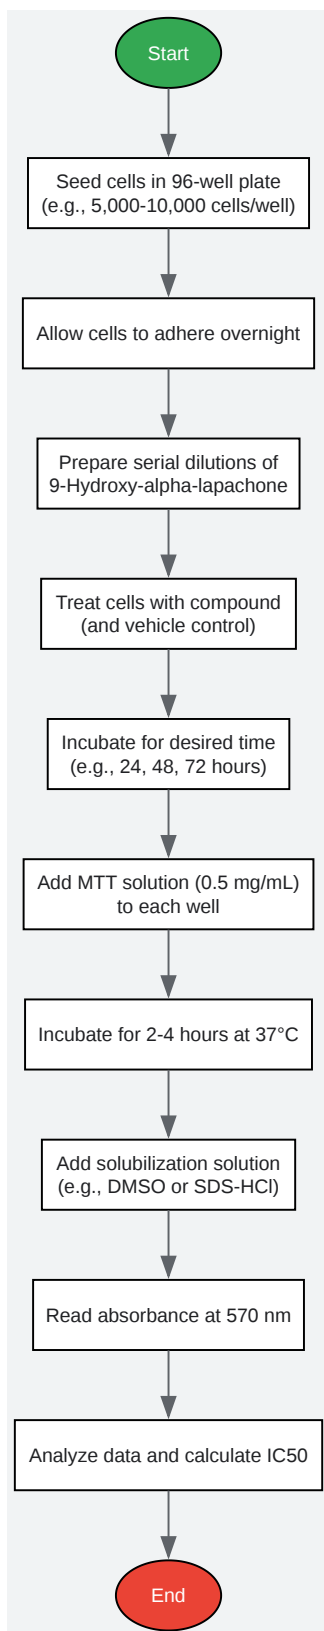 Start
Seed cells in 96-well plate
(e.g., 5,000-10,000 cells/well)
Allow cells to adhere overnight
Prepare serial dilutions of
9-Hydroxy-alpha-lapachone
Treat cells with compound
(and vehicle control)
Incubate for desired time
(e.g., 24, 48, 72 hours)
Add MTT solution (0.5 mg/mL)
to each well
Incubate for 2-4 hours at 37°C
Add solubilization solution
(e.g., DMSO or SDS-HCl)
Read absorbance at 570 nm
Analyze data and calculate IC50
End